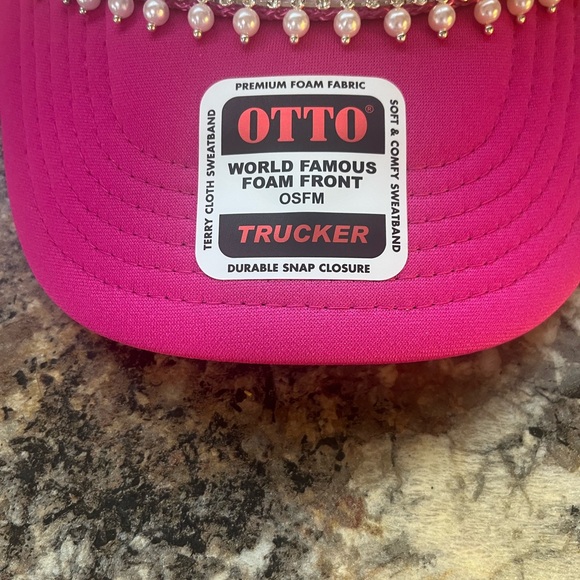 PREMIUM FOAM FABRIC
OTTO®
WORLD FAMOUS
FOAM FRONT
OSFM
TRUCKER
DURABLE SNAP CLOSURE
TERRY CLOTH SWEATBAND
SOFT & COMFY SWEATBAND